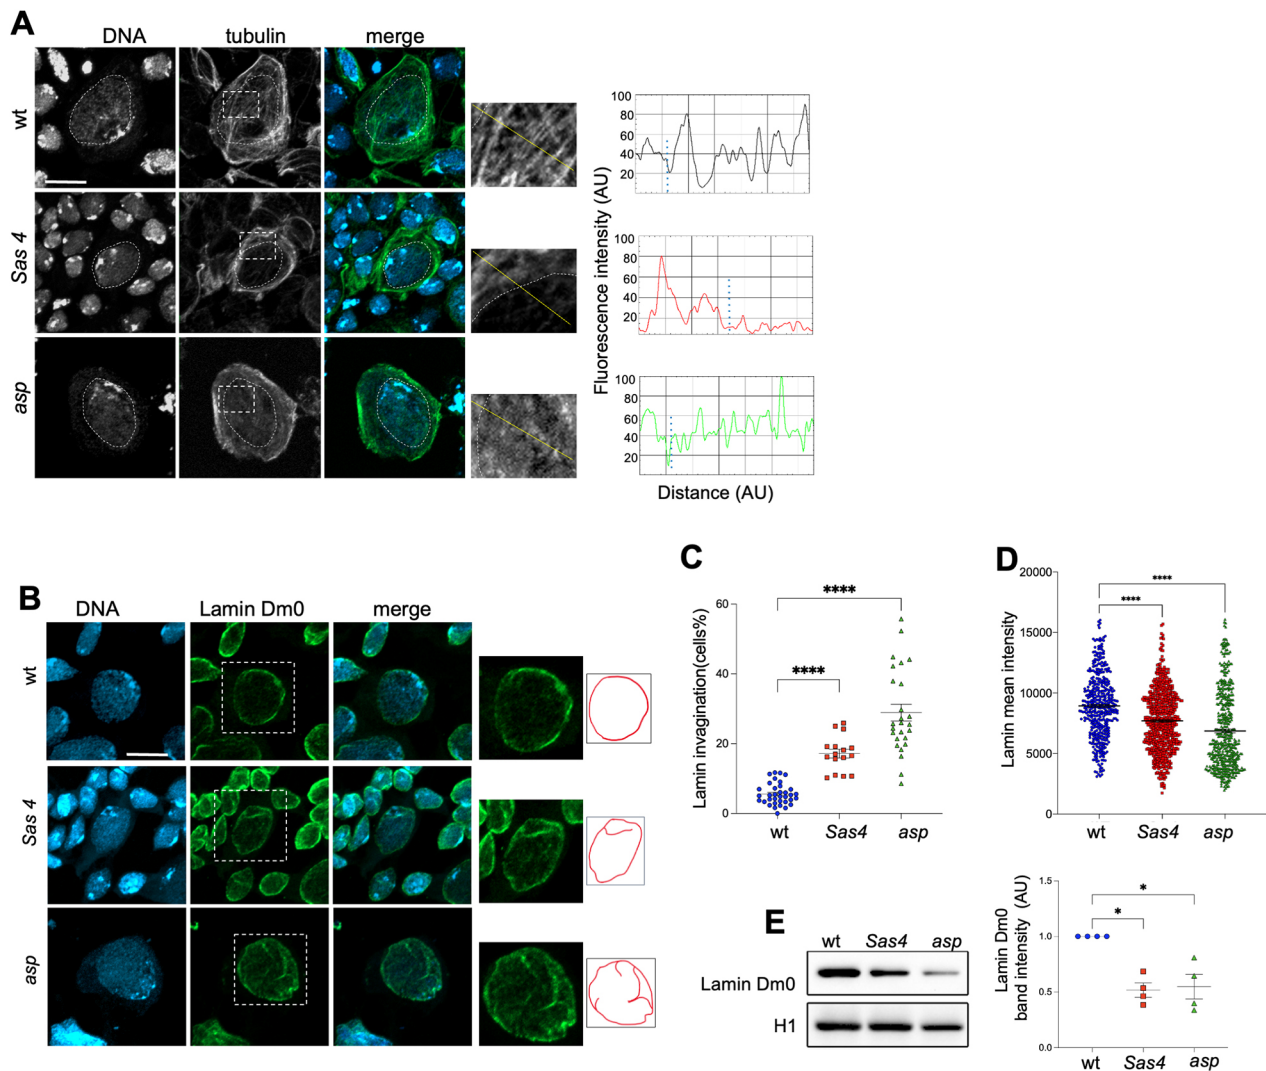 A
DNA tubulin merge
wt
Sas 4
asp
Fluorescence intensity (AU)
100
80
60
40
20
100
80
60
40
20
100
80
60
40
20
Distance (AU)
B
DNA Lamin Dm0 merge
wt
Sas 4
asp
C
Lamin invagination(cells%)
60
40
20
0
****
****
wt Sas4 asp
D
Lamin mean intensity
20000
15000
10000
5000
0
****
****
wt Sas4 asp
E
wt Sas4 asp
Lamin Dm0
H1
Lamin Dm0
band intensity (AU)
1.5
1.0
0.5
0.0
*
*
wt Sas4 asp